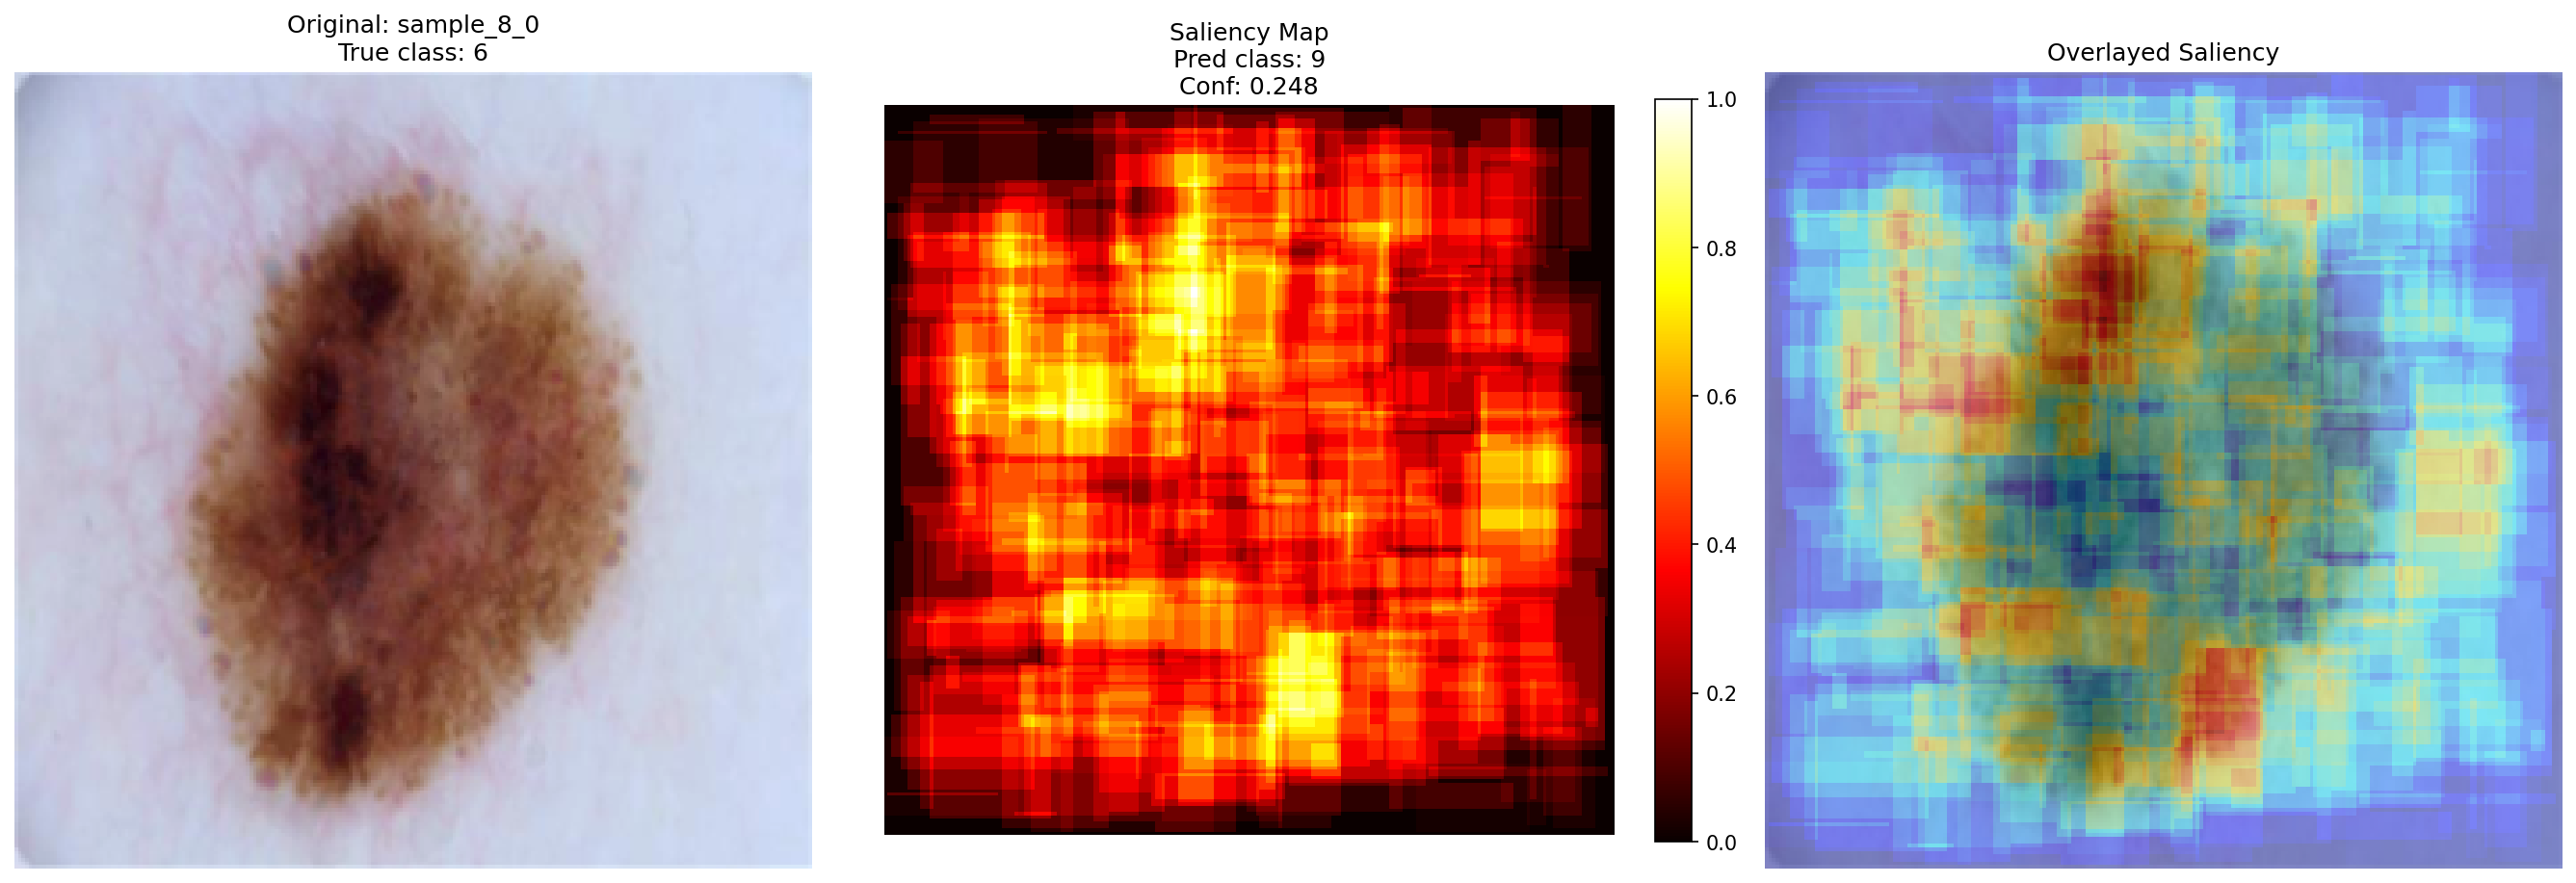 Original: sample_8_0
True class: 6
Saliency Map
Pred class: 9
Conf: 0.248
1.0
0.8
0.6
0.4
0.2
0.0
Overlayed Saliency